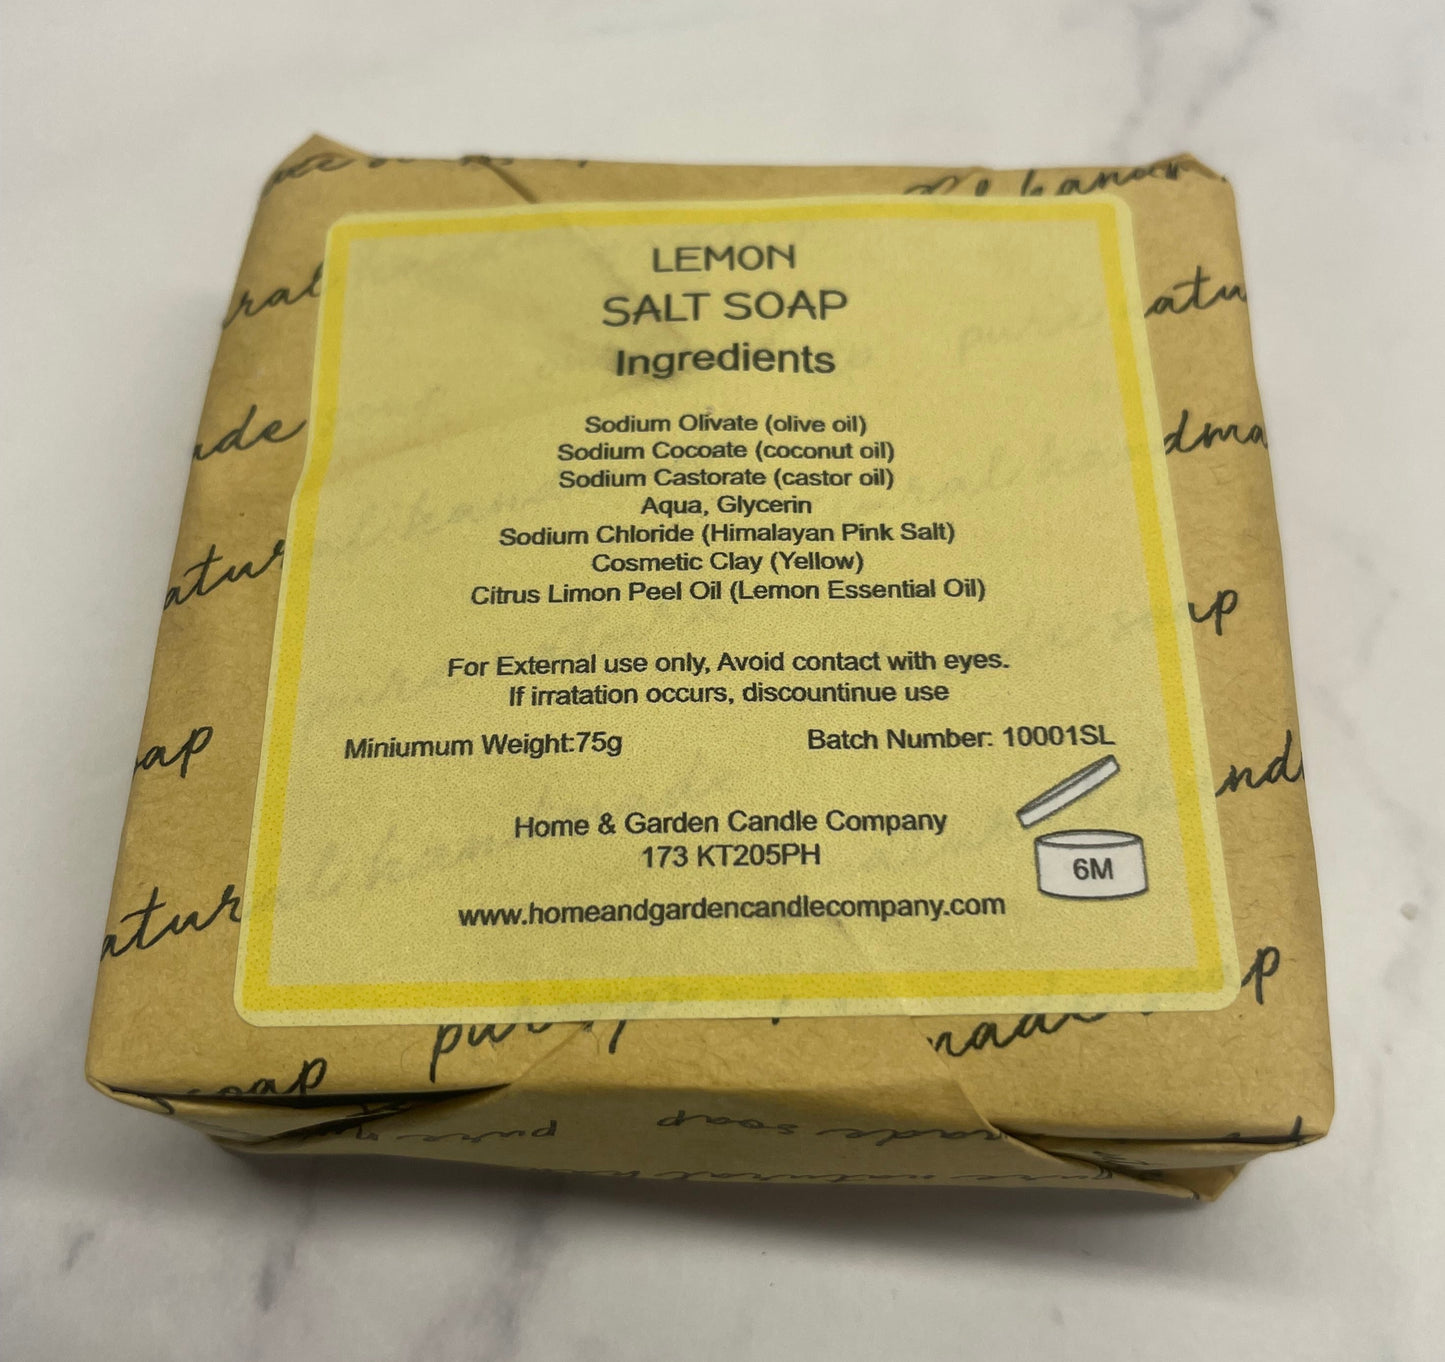 LEMON
SALT SOAP
Ingredients
Sodium Olivate (olive oil)
Sodium Cocoate (coconut oil)
Sodium Castorate (castor oil)
Aqua, Glycerin
Sodium Chloride (Himalayan Pink Salt)
Cosmetic Clay (Yellow)
Citrus Limon Peel Oil (Lemon Essential Oil)
For External use only, Avoid contact with eyes.
If irratation occurs, discountinue use
Miniumum Weight:75g
Batch Number: 10001SL
Home & Garden Candle Company
173 KT205PH
6M
www.homeandgardencandlecompany.com
soap
pure
soap
pure natural